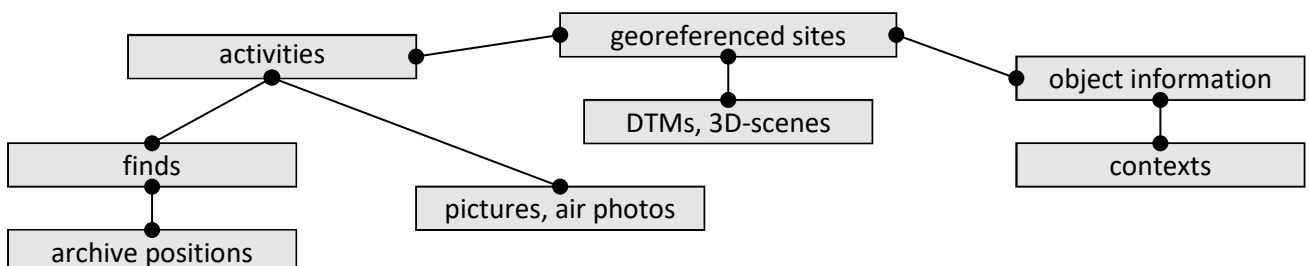 georeferenced sites
activities
object information
DTMs, 3D-scenes
finds
contexts
pictures, air photos
archive positions